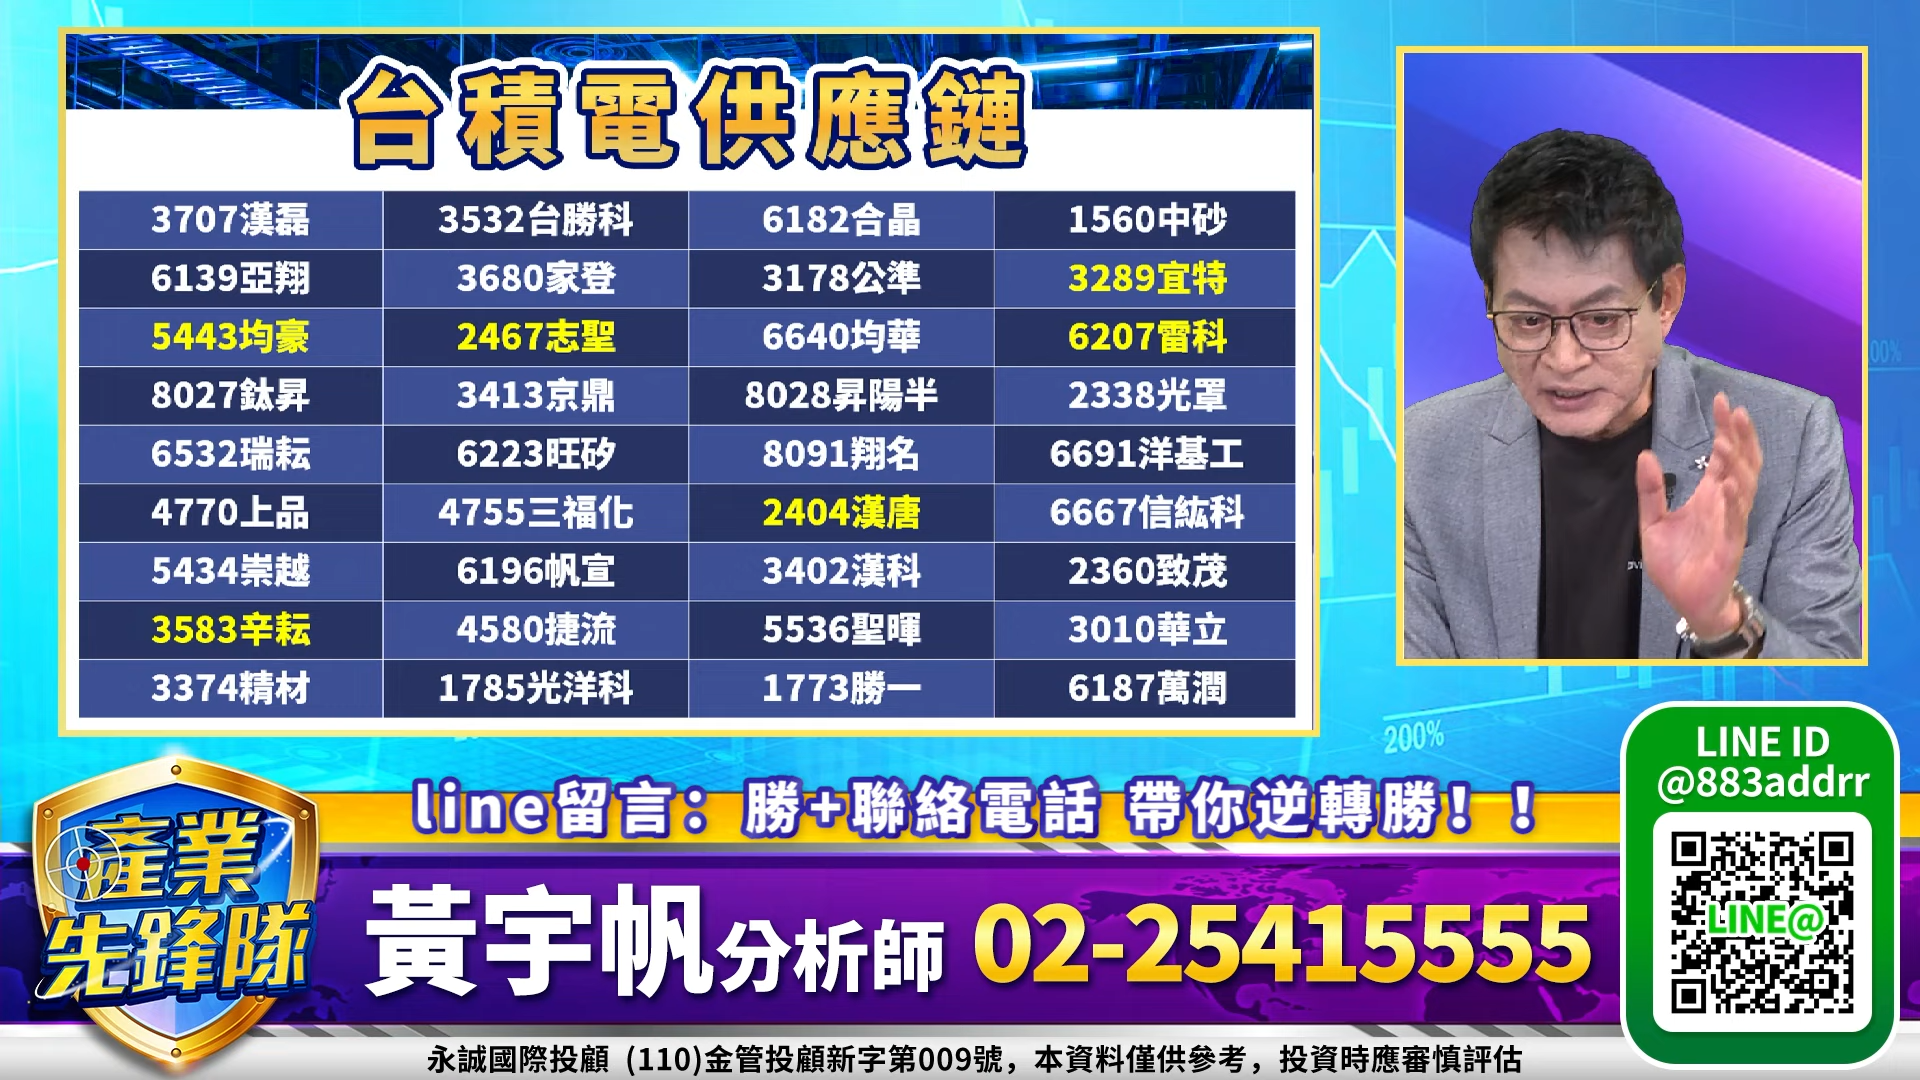 台積電供應鏈
3707漢磊 3532台勝科 6182合晶 1560中砂
6139亞翔 3680家登 3178公準 3289宜特
5443均豪 2467志聖 6640均華 6207雷科
8027鈦昇 3413京鼎 8028昇陽半 2338光罩
6532瑞耘 6223旺矽 8091翔名 6691洋基工
4770上品 4755三福化 2404漢唐 6667信紘科
5434崇越 6196帆宣 3402漢科 2360致茂
3583辛耘 4580捷流 5536聖暉 3010華立
3374精材 1785光洋科 1773勝一 6187萬潤
200%
LINE ID
@883addrr
LINE@
line留言：勝+聯絡電話 帶你逆轉勝！！
產業
先鋒隊
黃宇帆分析師 02-25415555
永誠國際投顧 (110)金管投顧新字第009號，本資料僅供參考，投資時應審慎評估